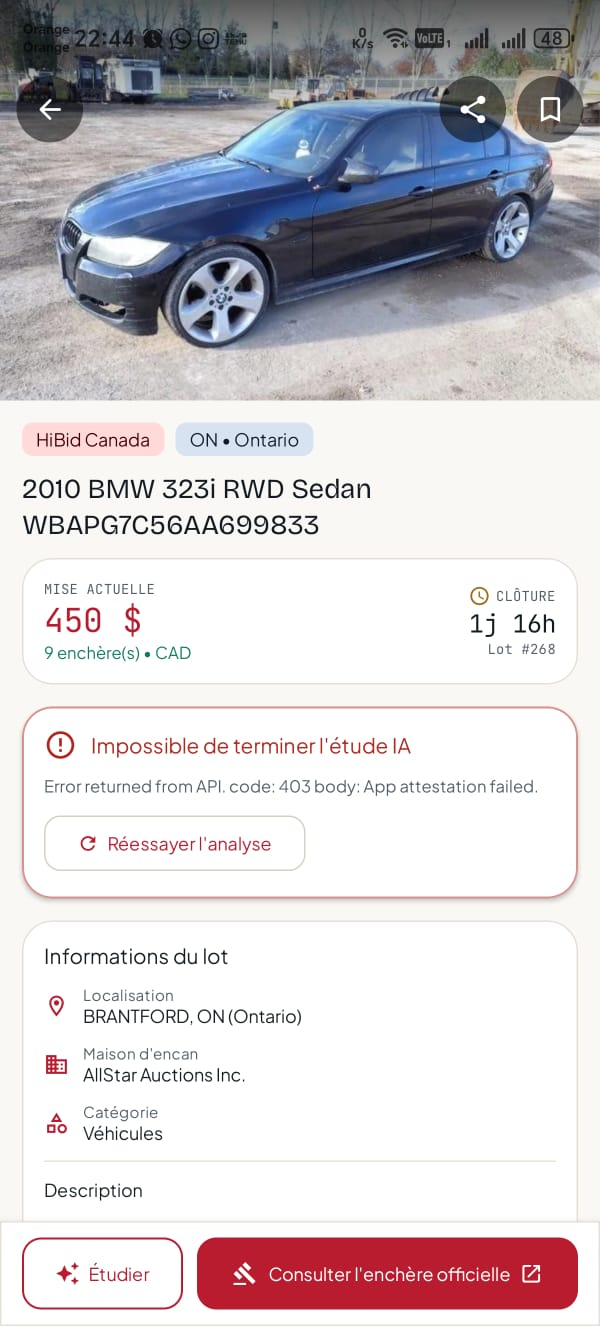 Orange
Orange
22:44
0
K/s
VoLTE 1
48
HiBid Canada
ON • Ontario
2010 BMW 323i RWD Sedan
WBAPG7C56AA699833
MISE ACTUELLE
450 $
9 enchère(s) • CAD
CLÔTURE
1j 16h
Lot #268
Impossible de terminer l'étude IA
Error returned from API. code: 403 body: App attestation failed.
Réessayer l'analyse
Informations du lot
Localisation
BRANTFORD, ON (Ontario)
Maison d'encan
AllStar Auctions Inc.
Catégorie
Véhicules
Description
Étudier
Consulter l'enchère officielle